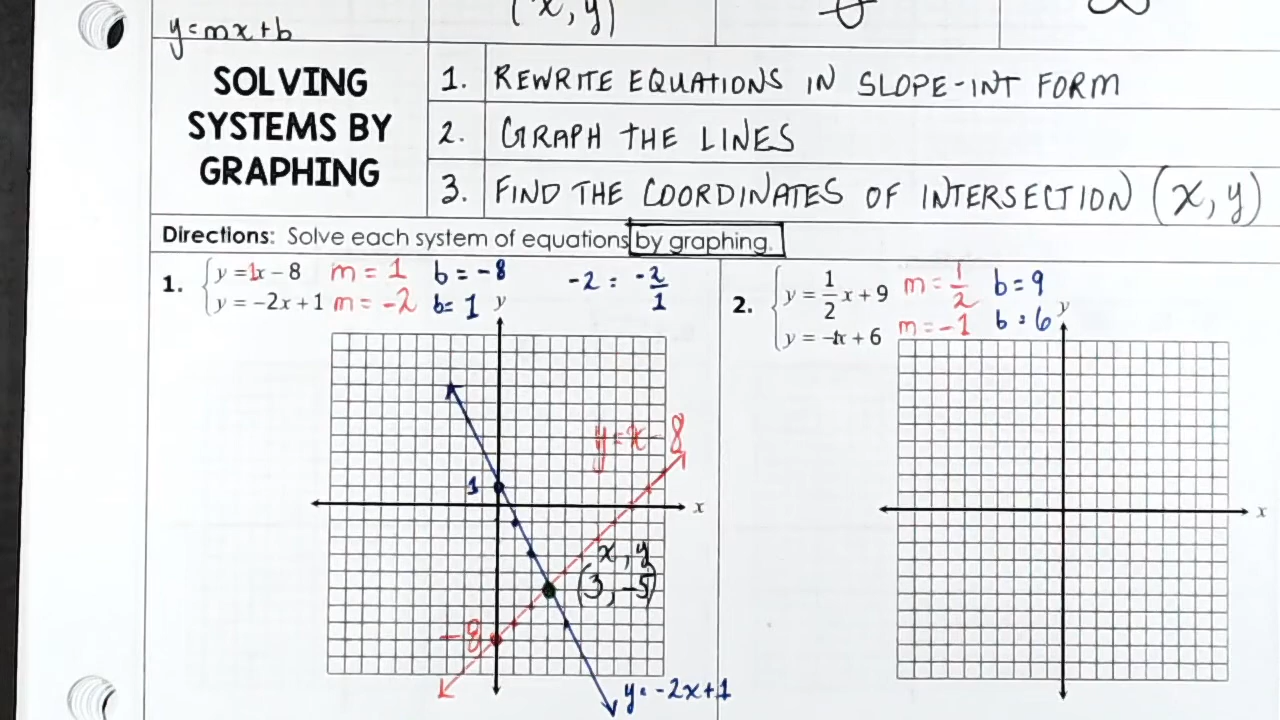 y=mx+b
(x, y)
SOLVING
SYSTEMS BY
GRAPHING
1. REWRITE EQUATIONS IN SLOPE-INT FORM
2. GRAPH THE LINES
3. FIND THE COORDINATES OF INTERSECTION (x, y)
Directions: Solve each system of equations by graphing.
1. y = 1x – 8 m = 1 b = -8 -2 = -2/1
y = –2x + 1 m = -2 b= 1
y
y = x - 8
1
x
x, y
(3, -5)
-8
y = -2x+1
2. y = 1/2 x + 9 m = 1/2 b = 9
y = –1x + 6 m = -1 b = 6
y
x